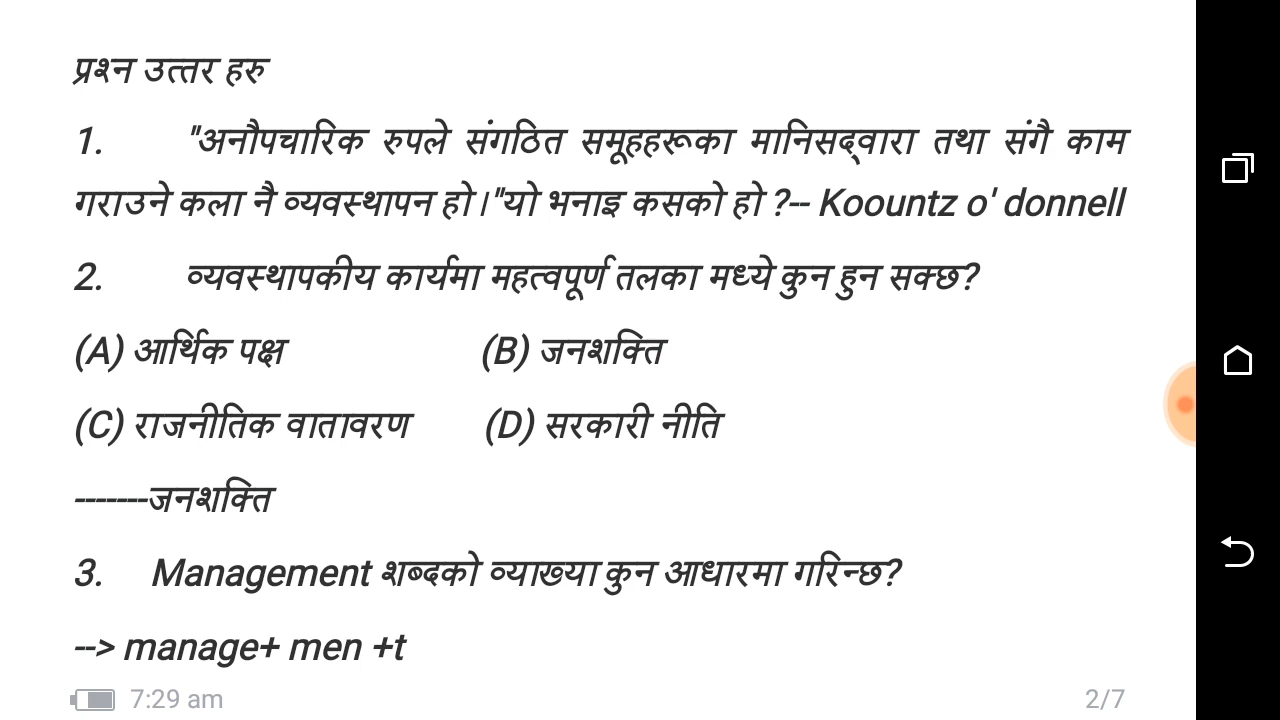 प्रश्न उत्तर हरु
1. "अनौपचारिक रुपले संगठित समूहहरूका मानिसद्वारा तथा संगै काम
गराउने कला नै व्यवस्थापन हो।"यो भनाइ कसको हो ?-- Koountz o' donnell
2. व्यवस्थापकीय कार्यमा महत्वपूर्ण तलका मध्ये कुन हुन सक्छ?
(A) आर्थिक पक्ष (B) जनशक्ति
(C) राजनीतिक वातावरण (D) सरकारी नीति
-------जनशक्ति
3. Management शब्दको व्याख्या कुन आधारमा गरिन्छ?
--> manage+ men +t
7:29 am 2/7